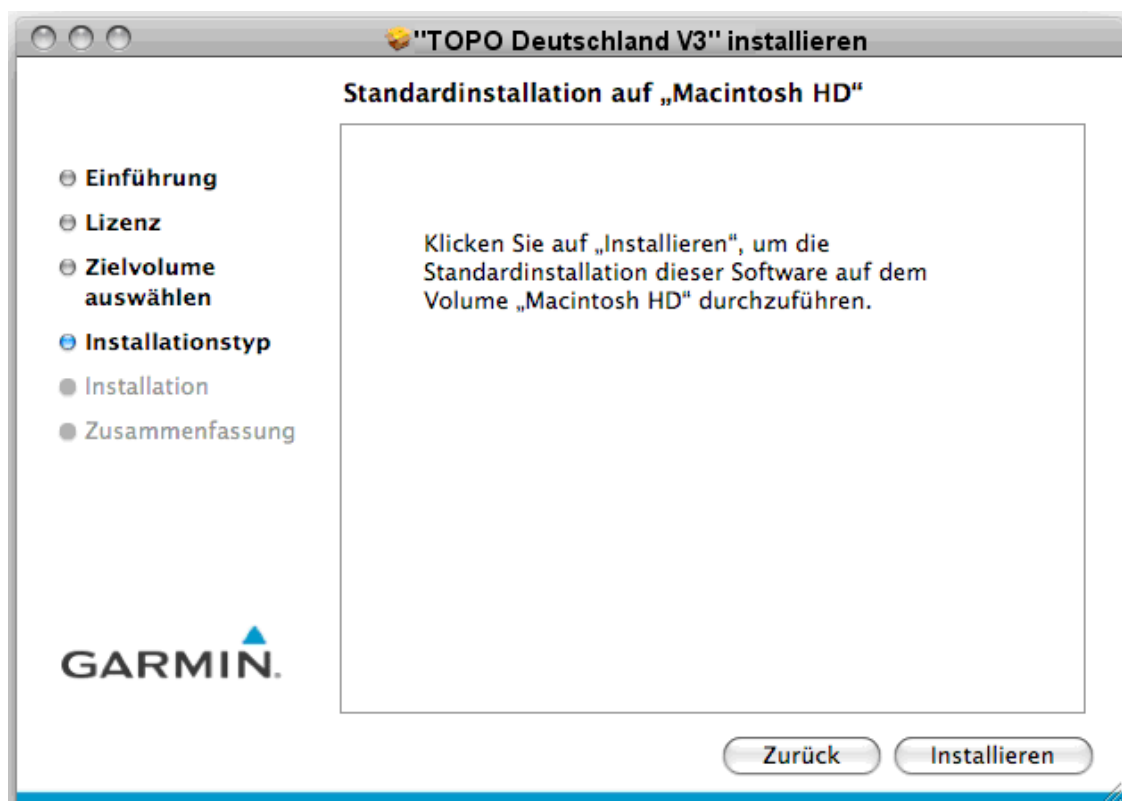 "TOPO Deutschland V3" installieren
Standardinstallation auf „Macintosh HD“
Einführung
Lizenz
Zielvolume
auswählen
Installationstyp
Installation
Zusammenfassung
Klicken Sie auf „Installieren“, um die
Standardinstallation dieser Software auf dem
Volume „Macintosh HD“ durchzuführen.
GARMIN.
Zurück
Installieren